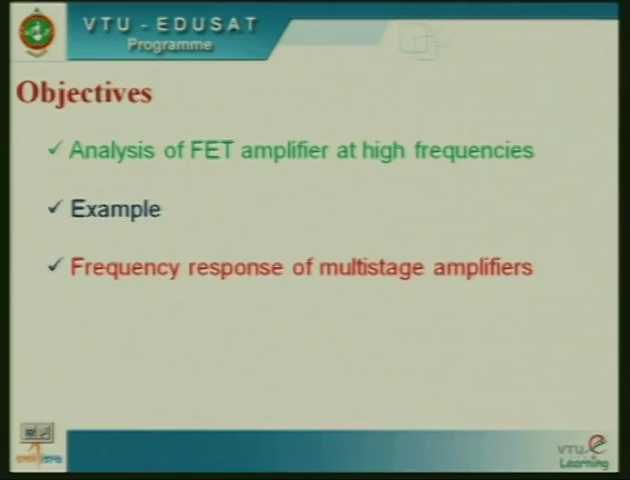 VTU - EDUSAT
Programme
Objectives
✓ Analysis of FET amplifier at high frequencies
✓ Example
✓ Frequency response of multistage amplifiers
VTU e
Learning